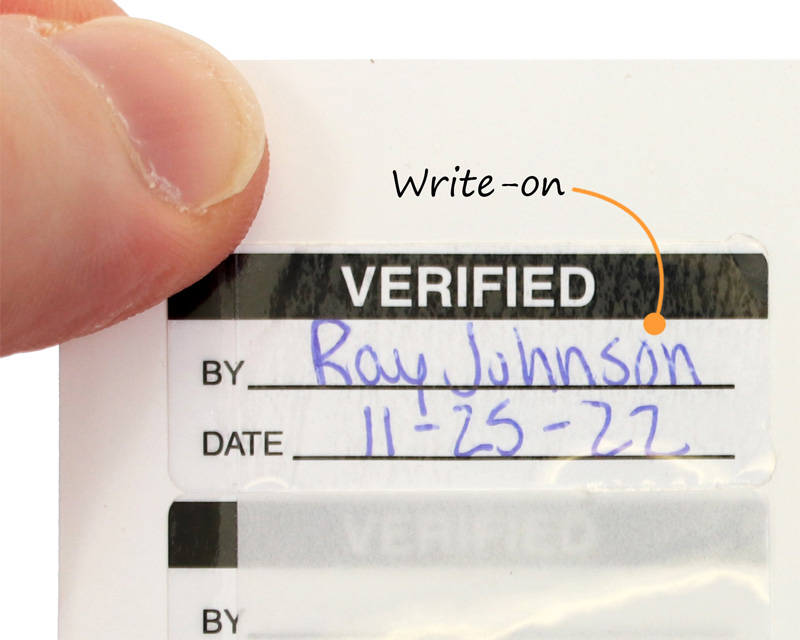 Write-on
VERIFIED
BY Ray Johnson
DATE 11-25-22
VERIFIED
BY